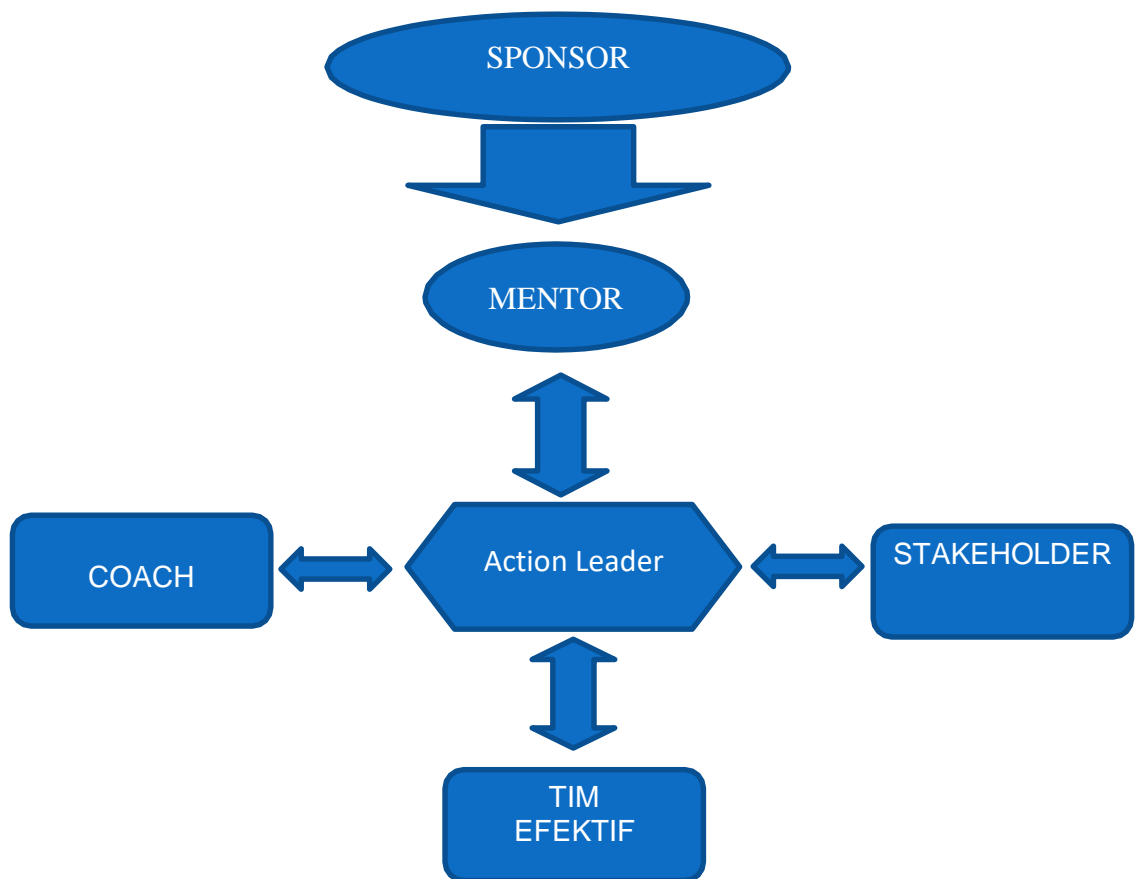 SPONSOR
MENTOR
COACH
Action Leader
STAKEHOLDER
TIM
EFEKTIF